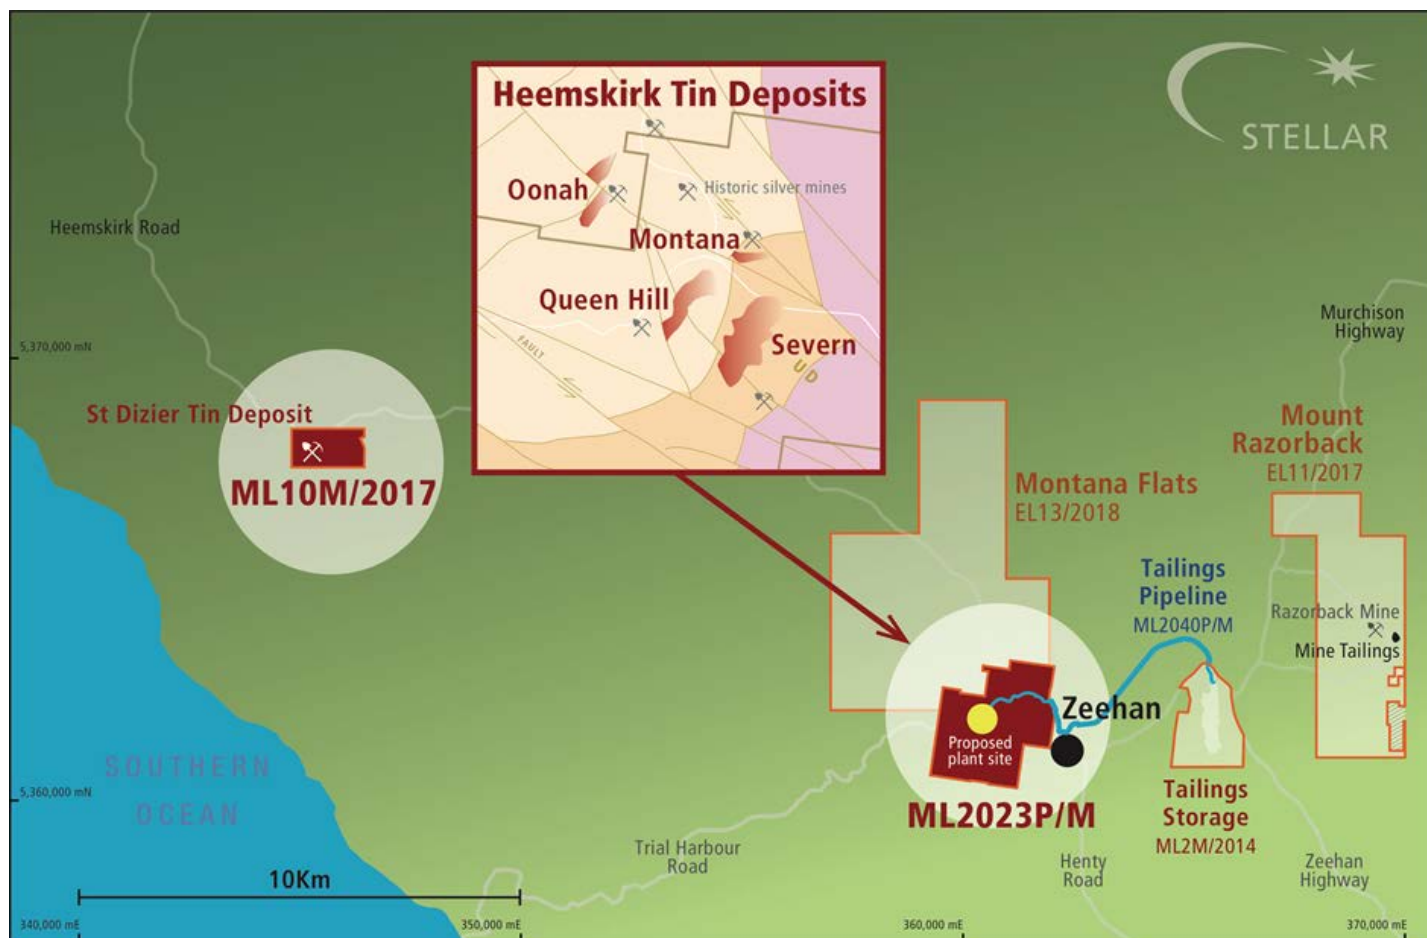 Heemskirk Tin Deposits
STELLAR
Oonah
Historic silver mines
Heemskirk Road
Montana
Queen Hill
Murchison
Highway
FAULT
Severn
U D
5,370,000 mN
St Dizier Tin Deposit
ML10M/2017
Mount
Razorback
EL11/2017
Montana Flats
EL13/2018
Tailings
Pipeline
ML2040P/M
Razorback Mine
Mine Tailings
Zeehan
Proposed
plant site
SOUTHERN
OCEAN
5,360,000 mN
ML2023P/M
Tailings
Storage
ML2M/2014
Trial Harbour
Road
Henty
Road
Zeehan
Highway
10Km
340,000 mE
350,000 mE
360,000 mE
370,000 mE